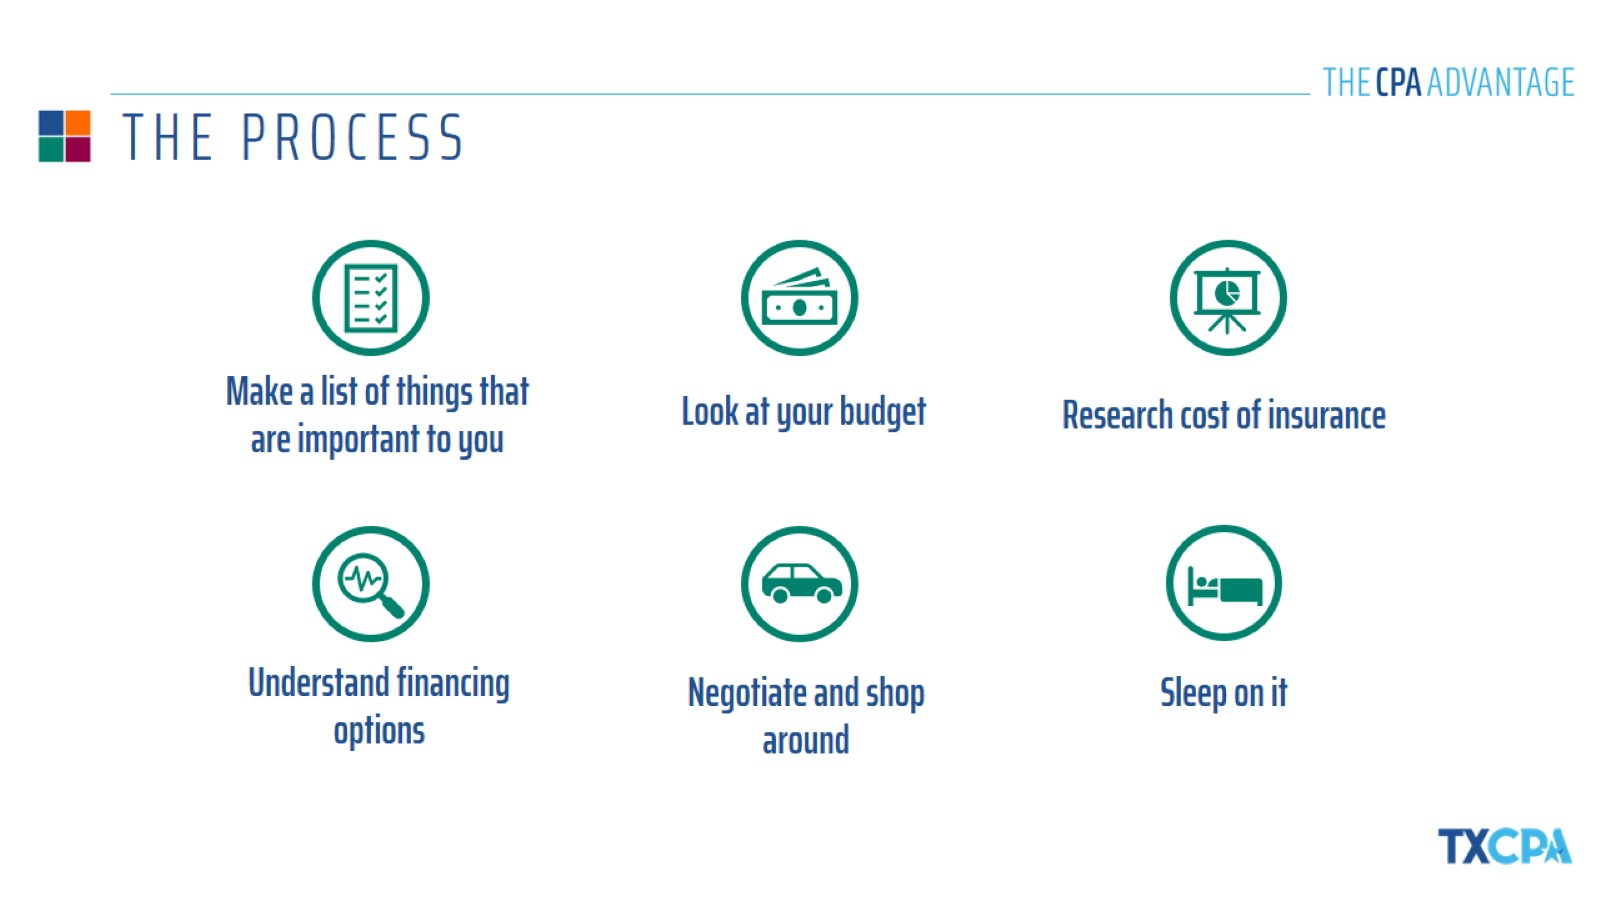 THE CPA ADVANTAGE
THE PROCESS
Make a list of things that
are important to you
Look at your budget
Research cost of insurance
Understand financing
options
Negotiate and shop
around
Sleep on it
TXCPA